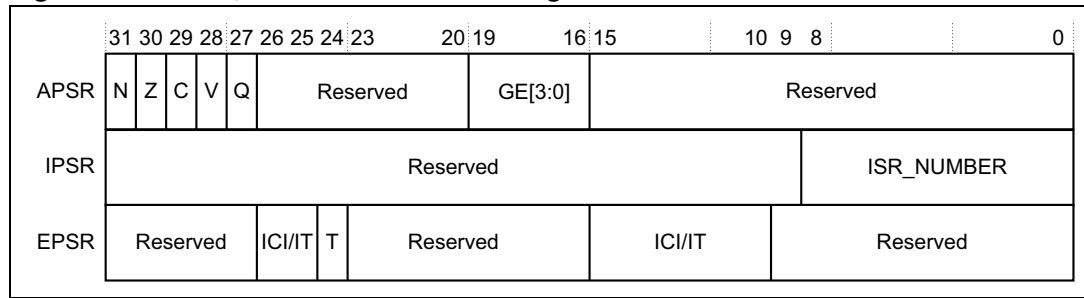 31 30 29 28 27 26 25 24 23 20 19 16 15 10 9 8 0
APSR N Z C V Q Reserved GE[3:0] Reserved
IPSR Reserved ISR_NUMBER
EPSR Reserved ICI/IT T Reserved ICI/IT Reserved